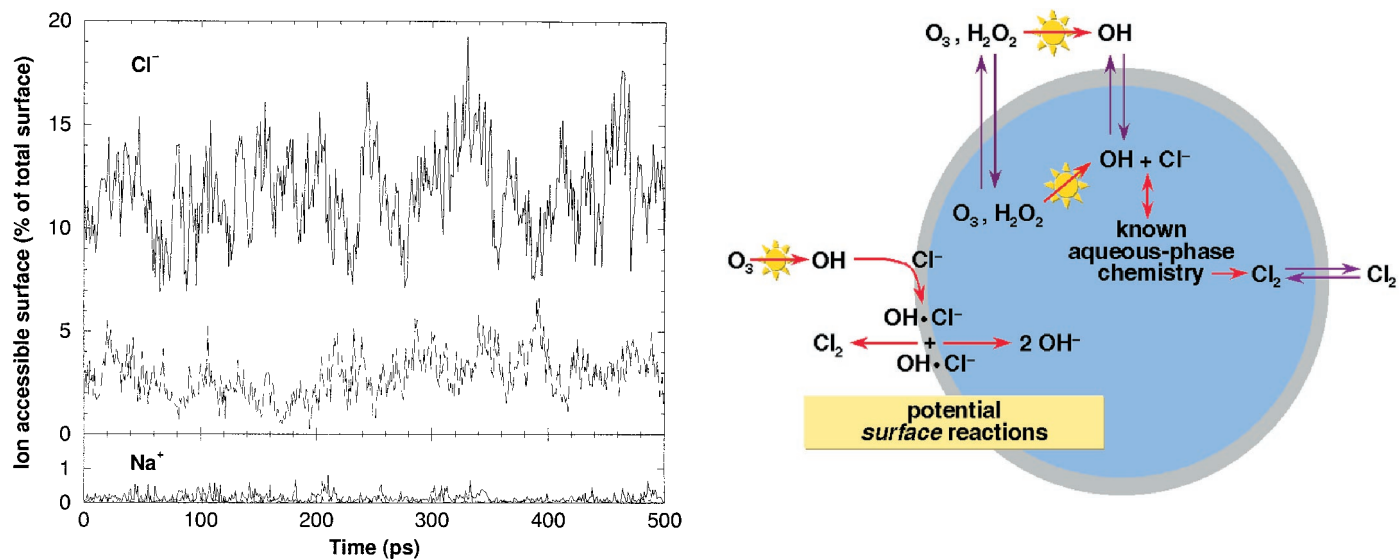 Ion accessible surface (% of total surface)
20
15
10
5
0
Cl⁻
1
0
Na⁺
0 100 200 300 400 500
Time (ps)
O₃ , H₂O₂ OH
OH + Cl⁻
O₃ , H₂O₂
known
aqueous-phase
chemistry Cl₂ Cl₂
O₃ OH Cl⁻
OH•Cl⁻
Cl₂ + 2 OH⁻
OH•Cl⁻
potential
surface reactions